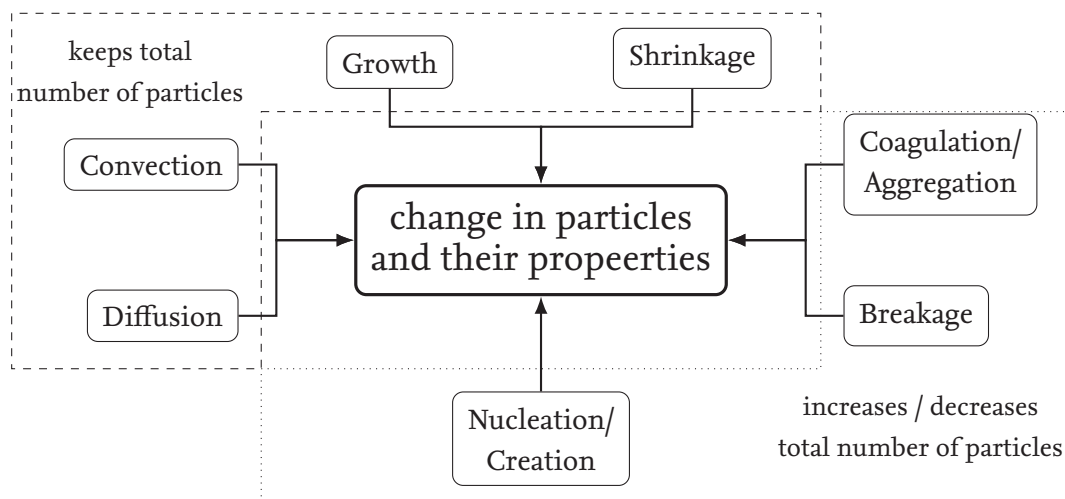 keeps total
number of particles
Growth
Shrinkage
Convection
Coagulation/
Aggregation
change in particles
and their propeerties
Diffusion
Breakage
Nucleation/
Creation
increases / decreases
total number of particles